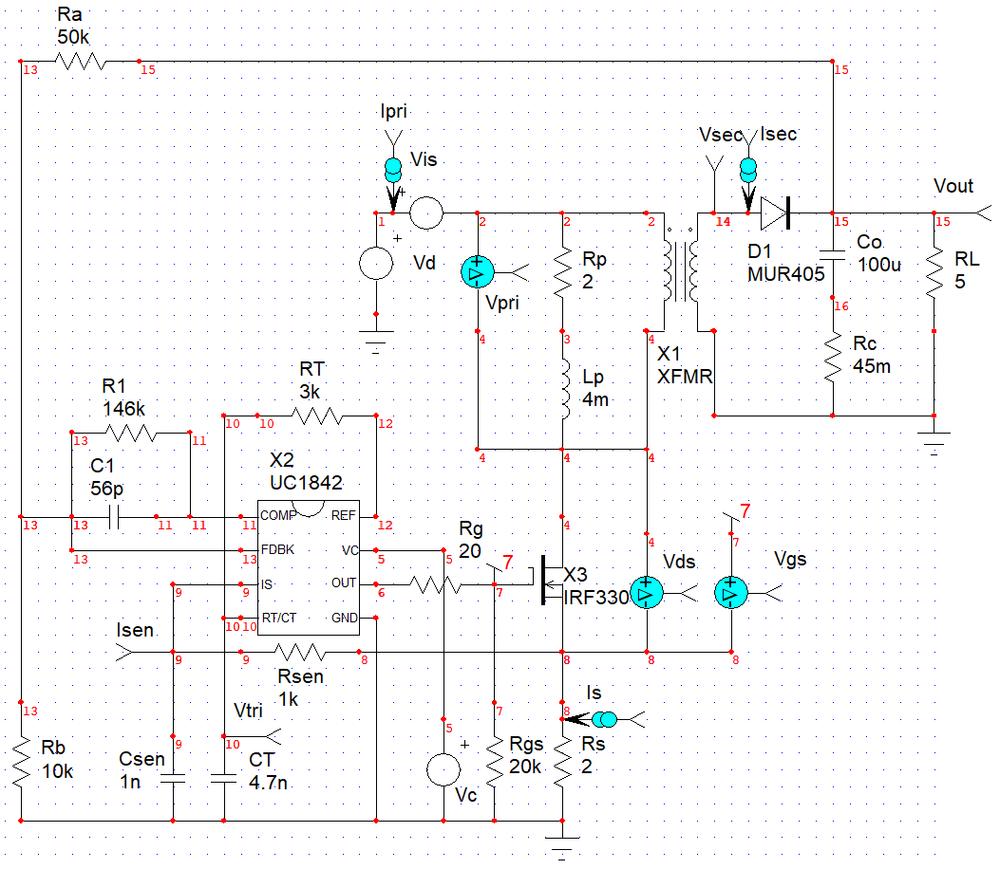 Ra
50k
13
15
15
Ipri
Vis
+
Vsec
Isec
Vout
1
2
2
2
14
15
15
+
Vd
Vpri
Rp
2
D1
MUR405
Co
100u
RL
5
16
4
3
4
X1
XFMR
Rc
45m
Lp
4m
RT
3k
R1
146k
10
10
12
13
11
C1
56p
X2
UC1842
4
4
4
13
13
11
11
11
COMP
REF
12
4
7
Rg
20
7
4
13
13
FDBK
VC
5
5
7
Vds
Vgs
9
9
IS
OUT
6
7
X3
IRF330
10
10
RT/CT
GND
Isen
9
9
8
8
8
8
Rsen
1k
Is
13
Vtri
7
8
9
10
5
+
Rb
10k
Csen
1n
CT
4.7n
Vc
Rgs
20k
Rs
2